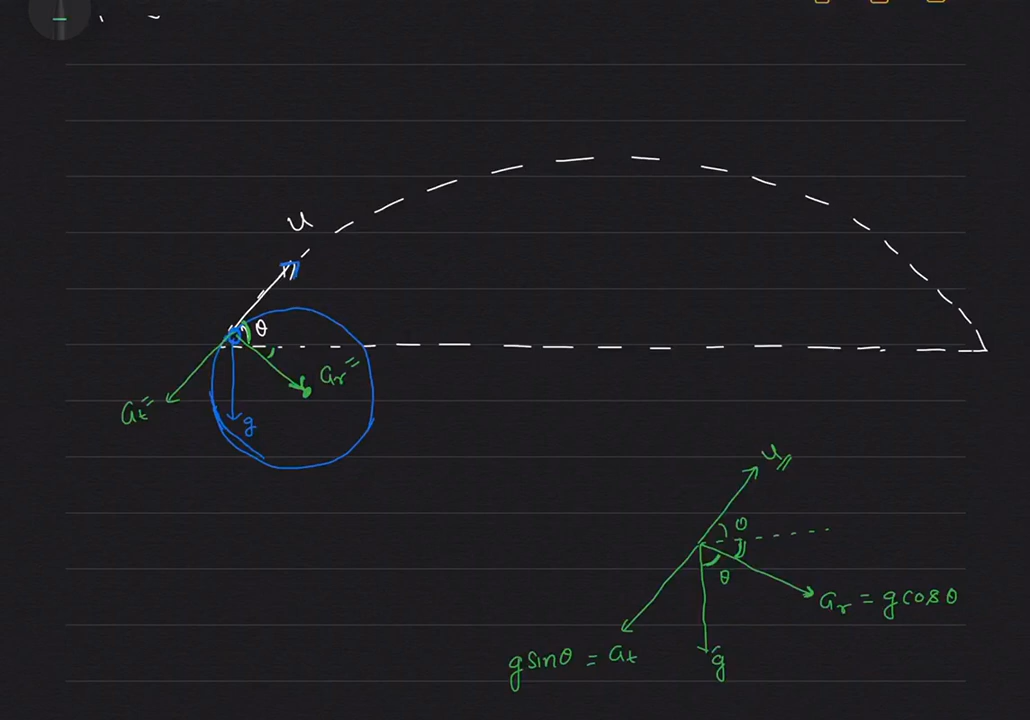 u
θ
aᵣ =
aₜ =
g
u
θ
θ
aᵣ = g cos θ
g sin θ = aₜ
g